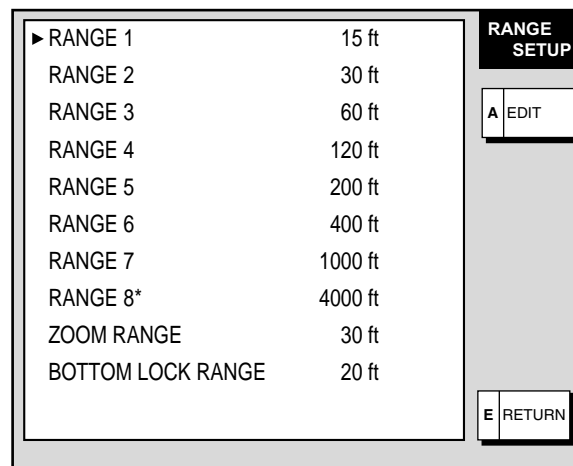 ▶RANGE 1 15 ft
RANGE 2 30 ft
RANGE 3 60 ft
RANGE 4 120 ft
RANGE 5 200 ft
RANGE 6 400 ft
RANGE 7 1000 ft
RANGE 8* 4000 ft
ZOOM RANGE 30 ft
BOTTOM LOCK RANGE 20 ft
RANGE
SETUP
A EDIT
E RETURN